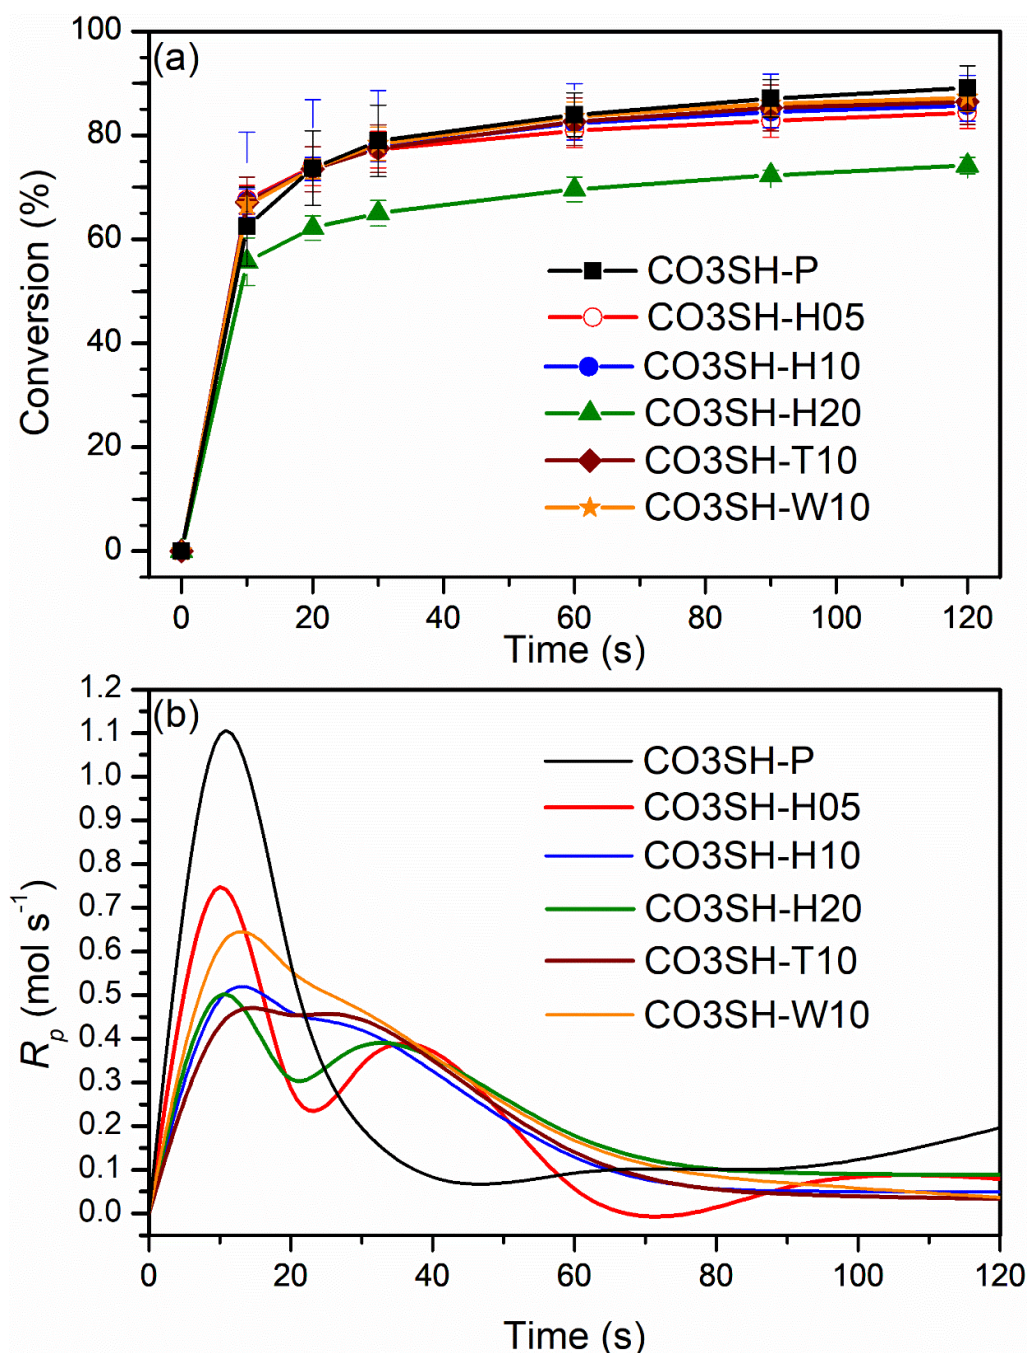 (a)
Conversion (%)
100
80
60
40
20
0
CO3SH-P
CO3SH-H05
CO3SH-H10
CO3SH-H20
CO3SH-T10
CO3SH-W10
0 20 40 60 80 100 120
Time (s)
(b)
R_p (mol s⁻¹)
1.2
1.1
1.0
0.9
0.8
0.7
0.6
0.5
0.4
0.3
0.2
0.1
0.0
CO3SH-P
CO3SH-H05
CO3SH-H10
CO3SH-H20
CO3SH-T10
CO3SH-W10
0 20 40 60 80 100 120
Time (s)